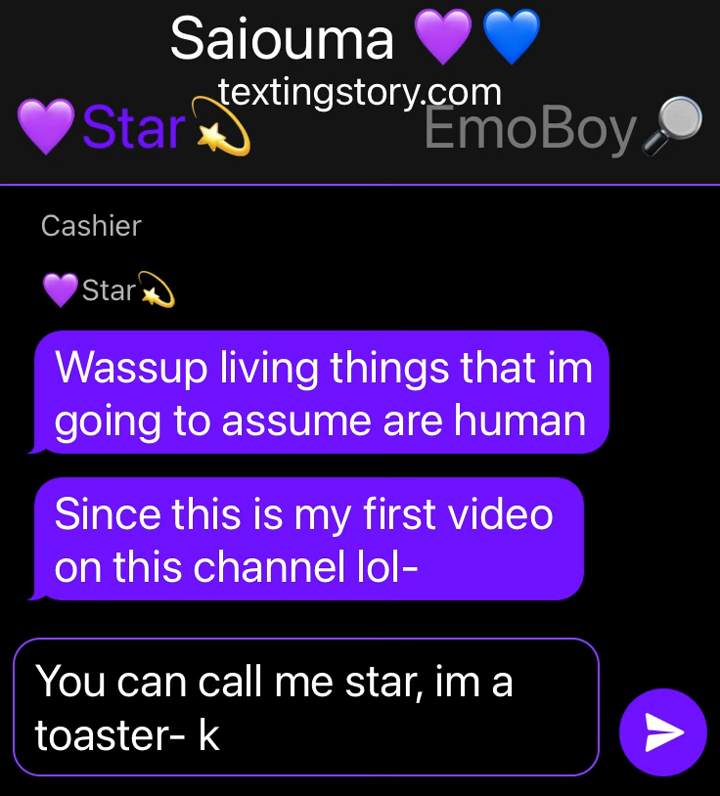 Saiouma 💜💙
textingstory.com
💜Star💫 EmoBoy🔎
Cashier
💜Star💫
Wassup living things that im
going to assume are human
Since this is my first video
on this channel lol-
You can call me star, im a
toaster- k